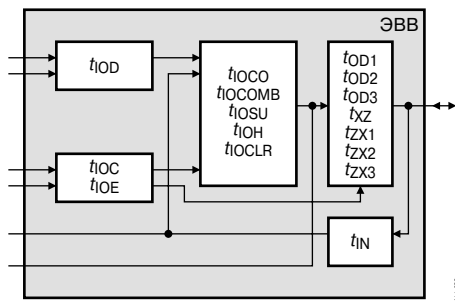 ЭВВ
tIOD
tIOC
tIOE
tIOCO
tIOCOMB
tIOSU
tIOH
tIOCLR
tOD1
tOD2
tOD3
tXZ
tZX1
tZX2
tZX3
tIN